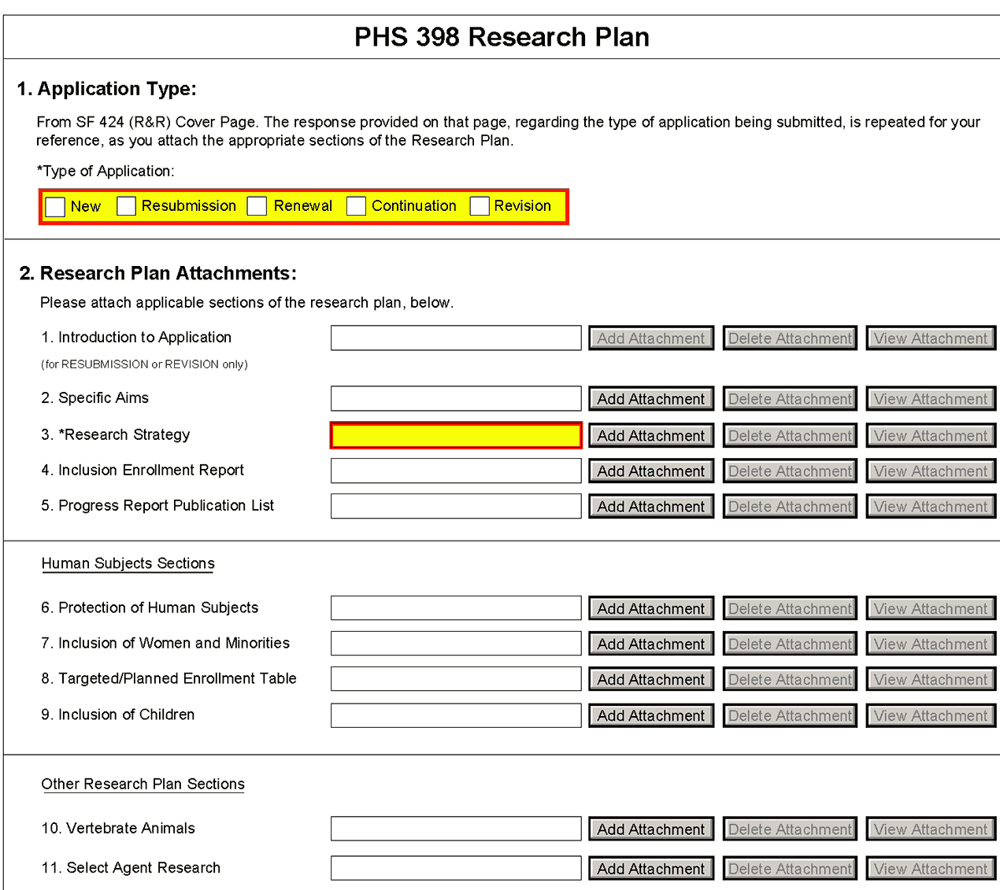 PHS 398 Research Plan
1. Application Type:
From SF 424 (R&R) Cover Page. The response provided on that page, regarding the type of application being submitted, is repeated for your
reference, as you attach the appropriate sections of the Research Plan.
*Type of Application:
New Resubmission Renewal Continuation Revision
2. Research Plan Attachments:
Please attach applicable sections of the research plan, below.
1. Introduction to Application Add Attachment Delete Attachment View Attachment
(for RESUBMISSION or REVISION only)
2. Specific Aims Add Attachment Delete Attachment View Attachment
3. *Research Strategy Add Attachment Delete Attachment View Attachment
4. Inclusion Enrollment Report Add Attachment Delete Attachment View Attachment
5. Progress Report Publication List Add Attachment Delete Attachment View Attachment
Human Subjects Sections
6. Protection of Human Subjects Add Attachment Delete Attachment View Attachment
7. Inclusion of Women and Minorities Add Attachment Delete Attachment View Attachment
8. Targeted/Planned Enrollment Table Add Attachment Delete Attachment View Attachment
9. Inclusion of Children Add Attachment Delete Attachment View Attachment
Other Research Plan Sections
10. Vertebrate Animals Add Attachment Delete Attachment View Attachment
11. Select Agent Research Add Attachment Delete Attachment View Attachment